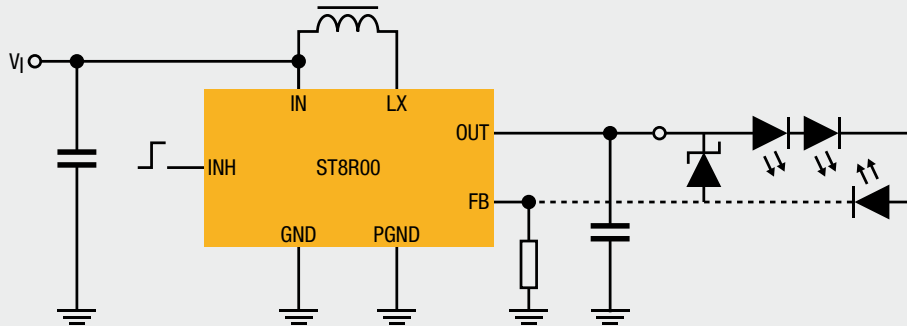 VI
IN
LX
OUT
INH
ST8R00
FB
GND
PGND